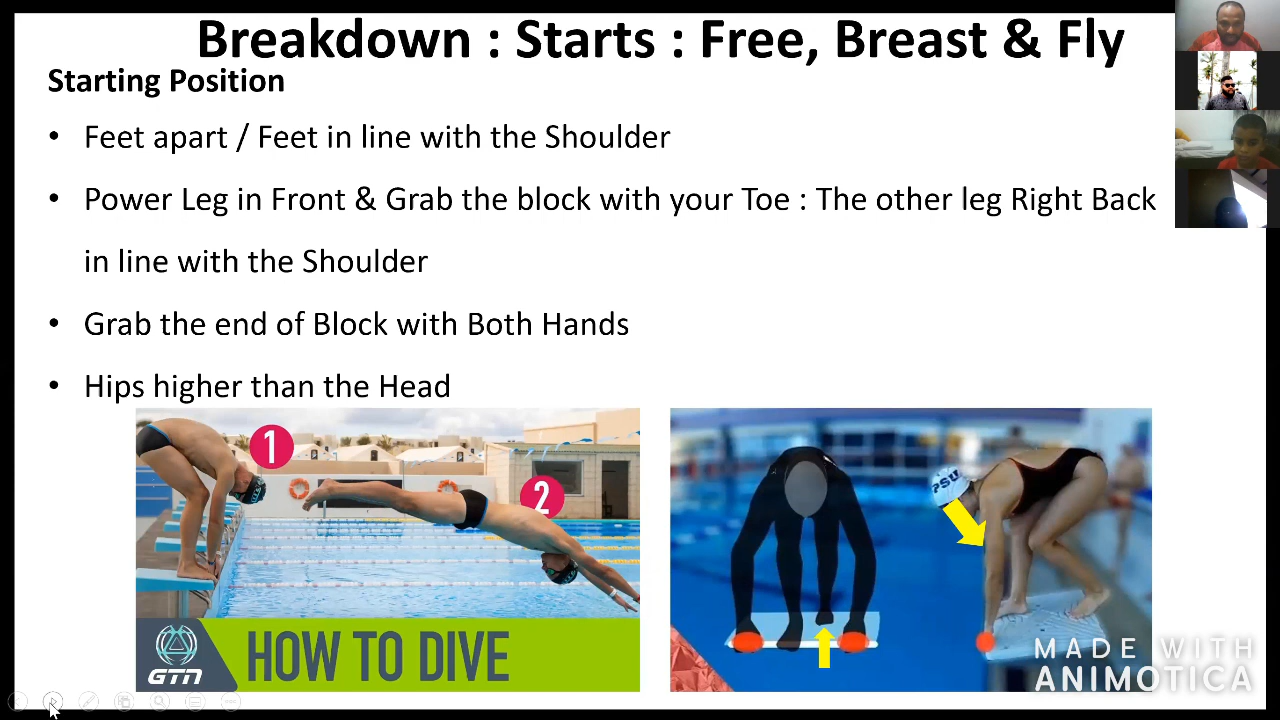 Breakdown : Starts : Free, Breast & Fly
Starting Position
• Feet apart / Feet in line with the Shoulder
• Power Leg in Front & Grab the block with your Toe : The other leg Right Back
in line with the Shoulder
• Grab the end of Block with Both Hands
• Hips higher than the Head
1
2
PSU
GTN
HOW TO DIVE
MADE WITH
ANIMOTICA